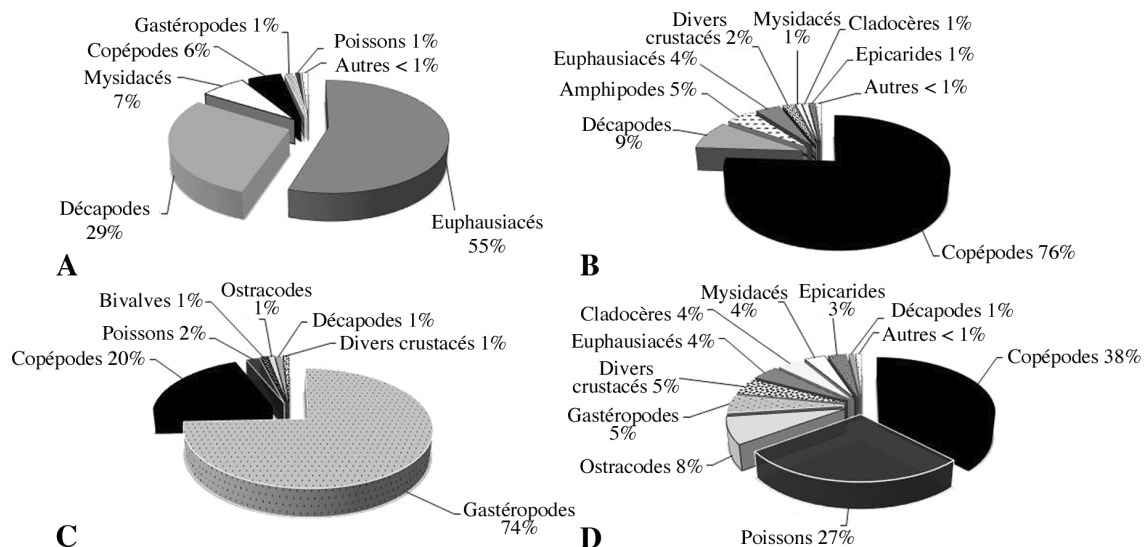 Gastéropodes 1%
Copépodes 6%
Mysidacés
7%
Poissons 1%
Autres < 1%
Décapodes
29%
Euphausiacés
55%
A
Divers
crustacés 2%
Mysidacés
1%
Cladocères 1%
Euphausiacés 4%
Epicarides 1%
Amphipodes 5%
Autres < 1%
Décapodes
9%
Copépodes 76%
B
Bivalves 1%
Ostracodes
1%
Poissons 2%
Décapodes 1%
Copépodes 20%
Divers crustacés 1%
Gastéropodes
74%
C
Mysidacés
4%
Epicarides
3%
Cladocères 4%
Décapodes 1%
Euphausiacés 4%
Autres < 1%
Copépodes 38%
Divers
crustacés 5%
Gastéropodes
5%
Ostracodes 8%
Poissons 27%
D